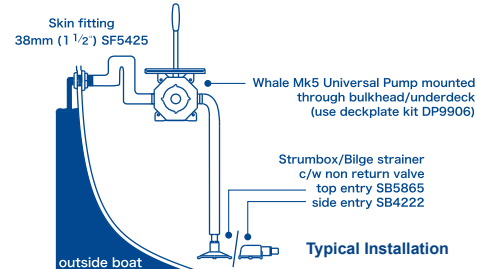 Skin fitting
38mm (1 1/2") SF5425
Whale Mk5 Universal Pump mounted
through bulkhead/underdeck
(use deckplate kit DP9906)
Strumbox/Bilge strainer
c/w non return valve
top entry SB5865
side entry SB4222
Typical Installation
outside boat